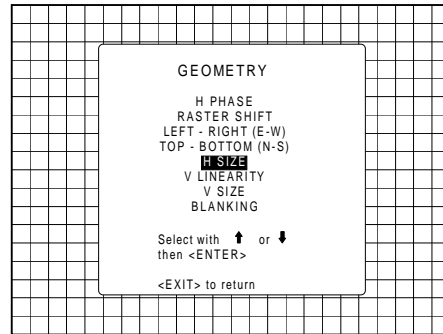 GEOMETRY
H PHASE
RASTER SHIFT
LEFT - RIGHT (E-W)
TOP - BOTTOM (N-S)
H SIZE
V LINEARITY
V SIZE
BLANKING
Select with ⬆ or ⬇
then <ENTER>
<EXIT> to return